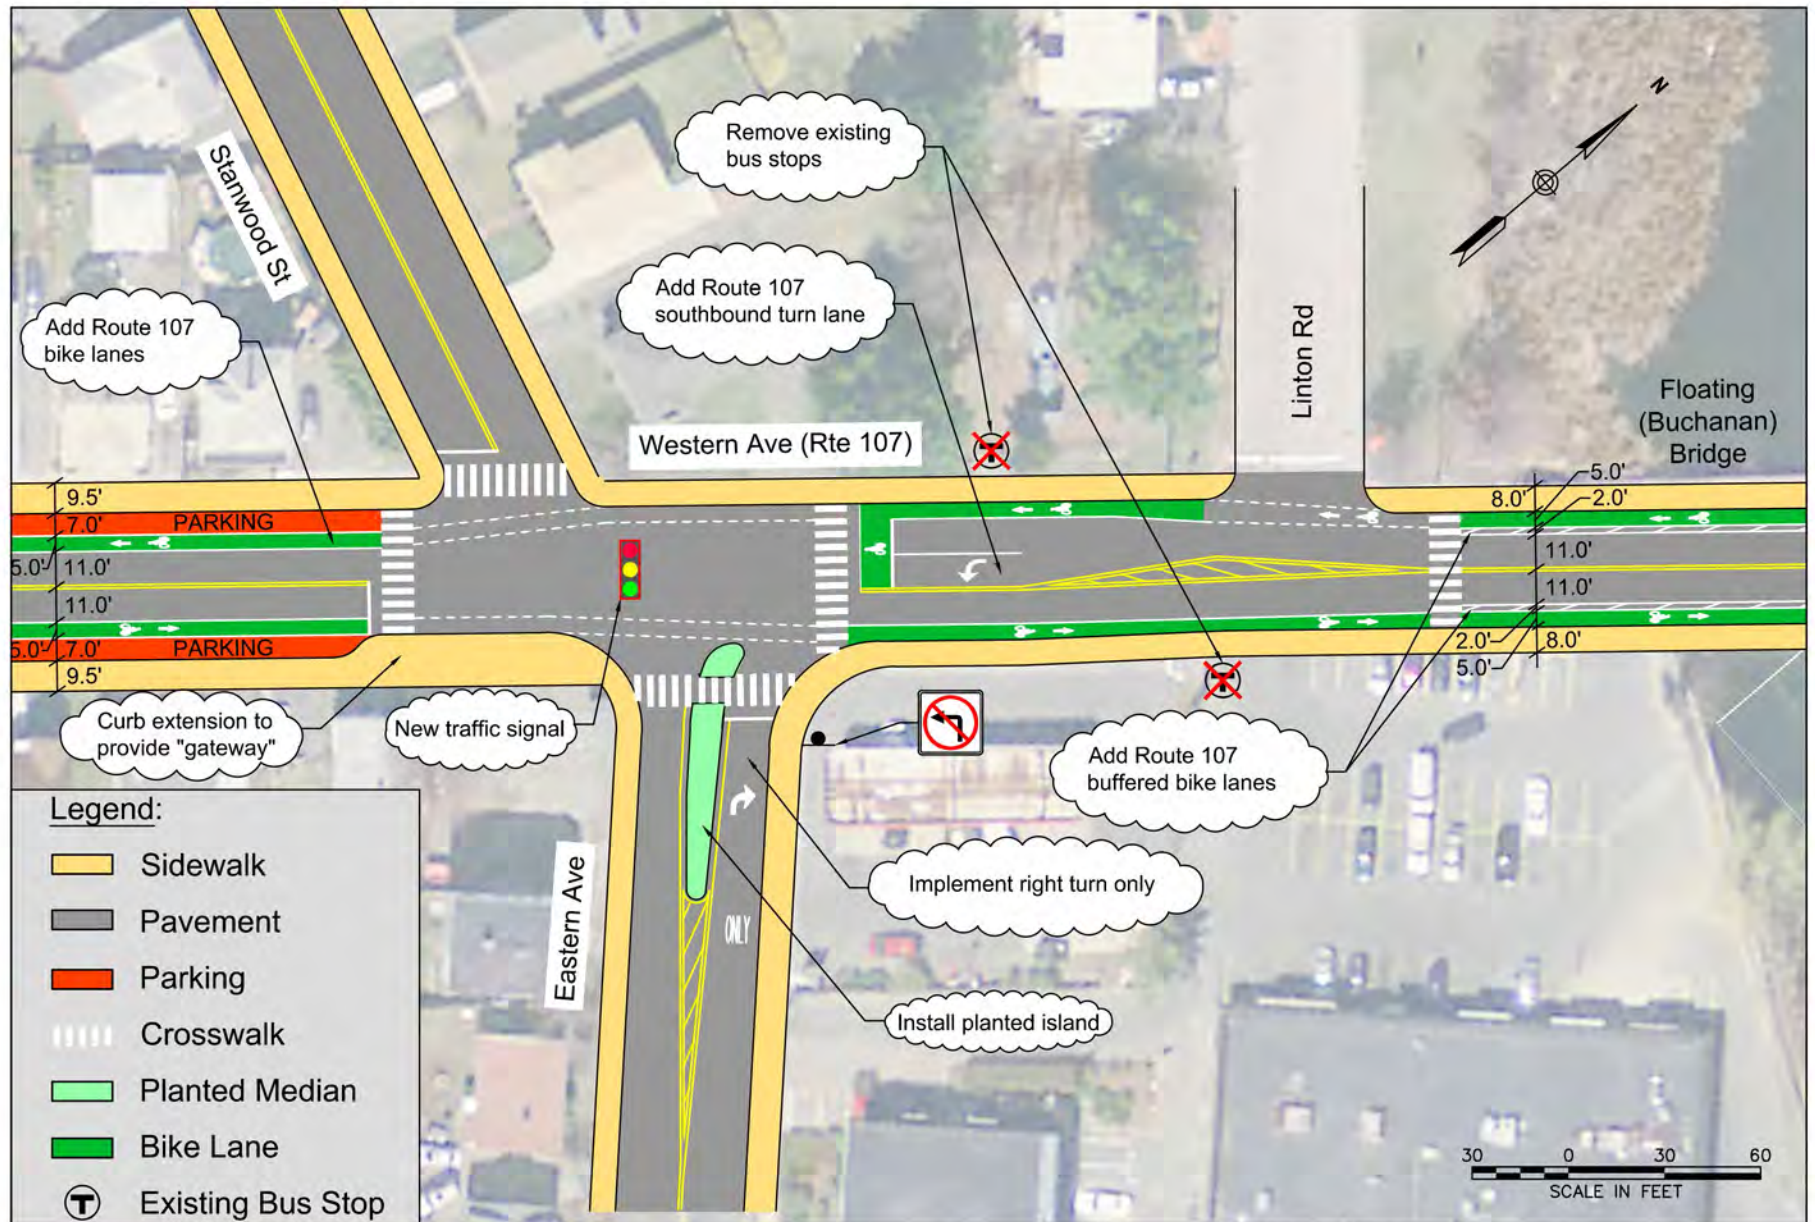 N
Remove existing
bus stops
Stanwood St
Add Route 107
southbound turn lane
Add Route 107
bike lanes
Linton Rd
Floating
(Buchanan)
Bridge
Western Ave (Rte 107)
9.5'
7.0'
PARKING
5.0'
11.0'
11.0'
5.0'
7.0'
PARKING
9.5'
5.0'
8.0'
2.0'
11.0'
11.0'
2.0'
8.0'
5.0'
T
T
Curb extension to
provide "gateway"
New traffic signal
Add Route 107
buffered bike lanes
Implement right turn only
Eastern Ave
ONLY
Install planted island
Legend:
Sidewalk
Pavement
Parking
Crosswalk
Planted Median
Bike Lane
T Existing Bus Stop
30 0 30 60
SCALE IN FEET